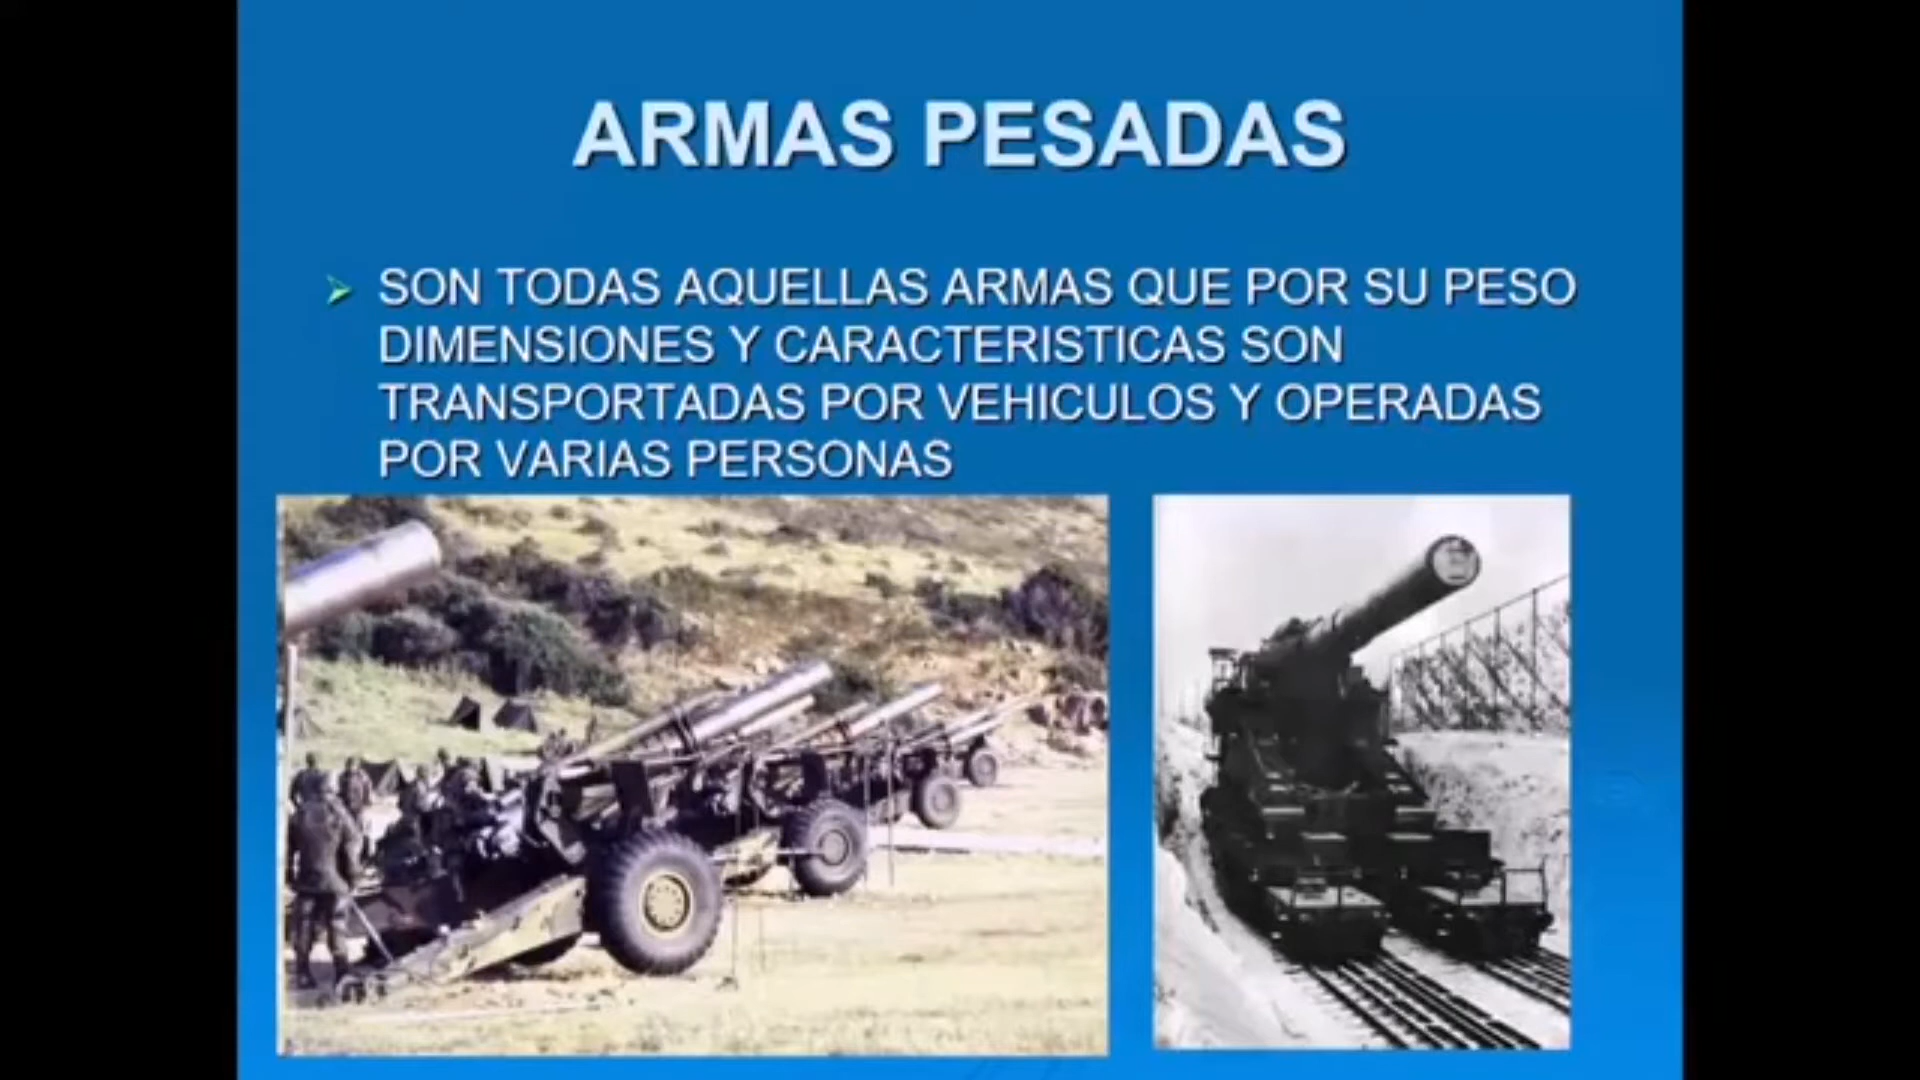 ARMAS PESADAS
SON TODAS AQUELLAS ARMAS QUE POR SU PESO
DIMENSIONES Y CARACTERISTICAS SON
TRANSPORTADAS POR VEHICULOS Y OPERADAS
POR VARIAS PERSONAS